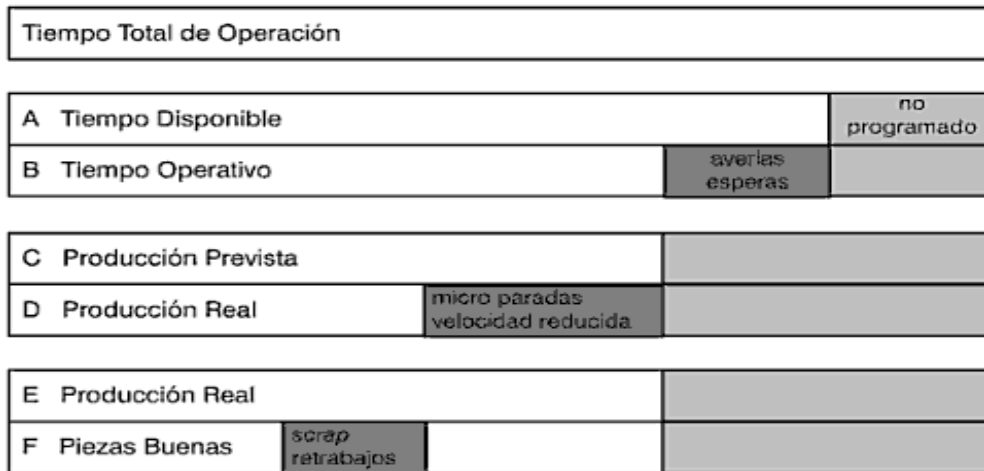 Tiempo Total de Operación
A Tiempo Disponible
no
programado
B Tiempo Operativo
averías
esperas
C Producción Prevista
D Producción Real
micro paradas
velocidad reducida
E Producción Real
F Piezas Buenas
scrap
retrabajos